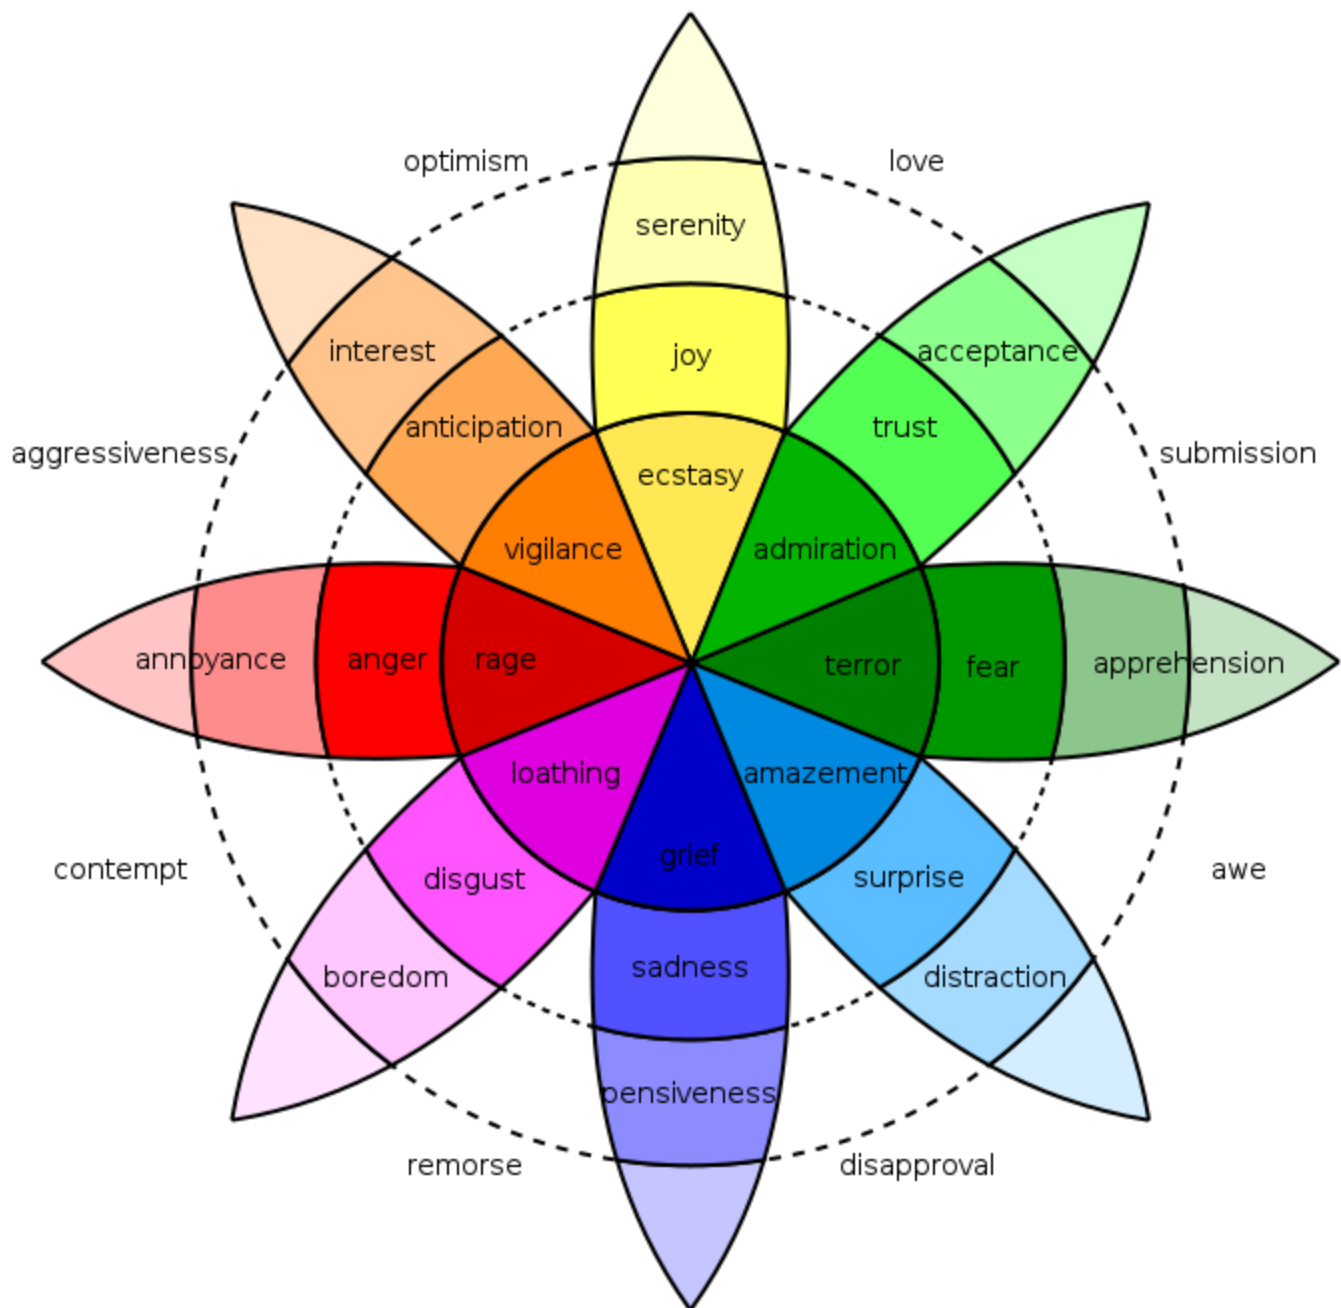 optimism
love
serenity
interest
acceptance
joy
anticipation
trust
aggressiveness
submission
ecstasy
vigilance
admiration
annoyance
anger
rage
terror
fear
apprehension
loathing
amazement
contempt
grief
awe
disgust
surprise
sadness
boredom
distraction
pensiveness
remorse
disapproval